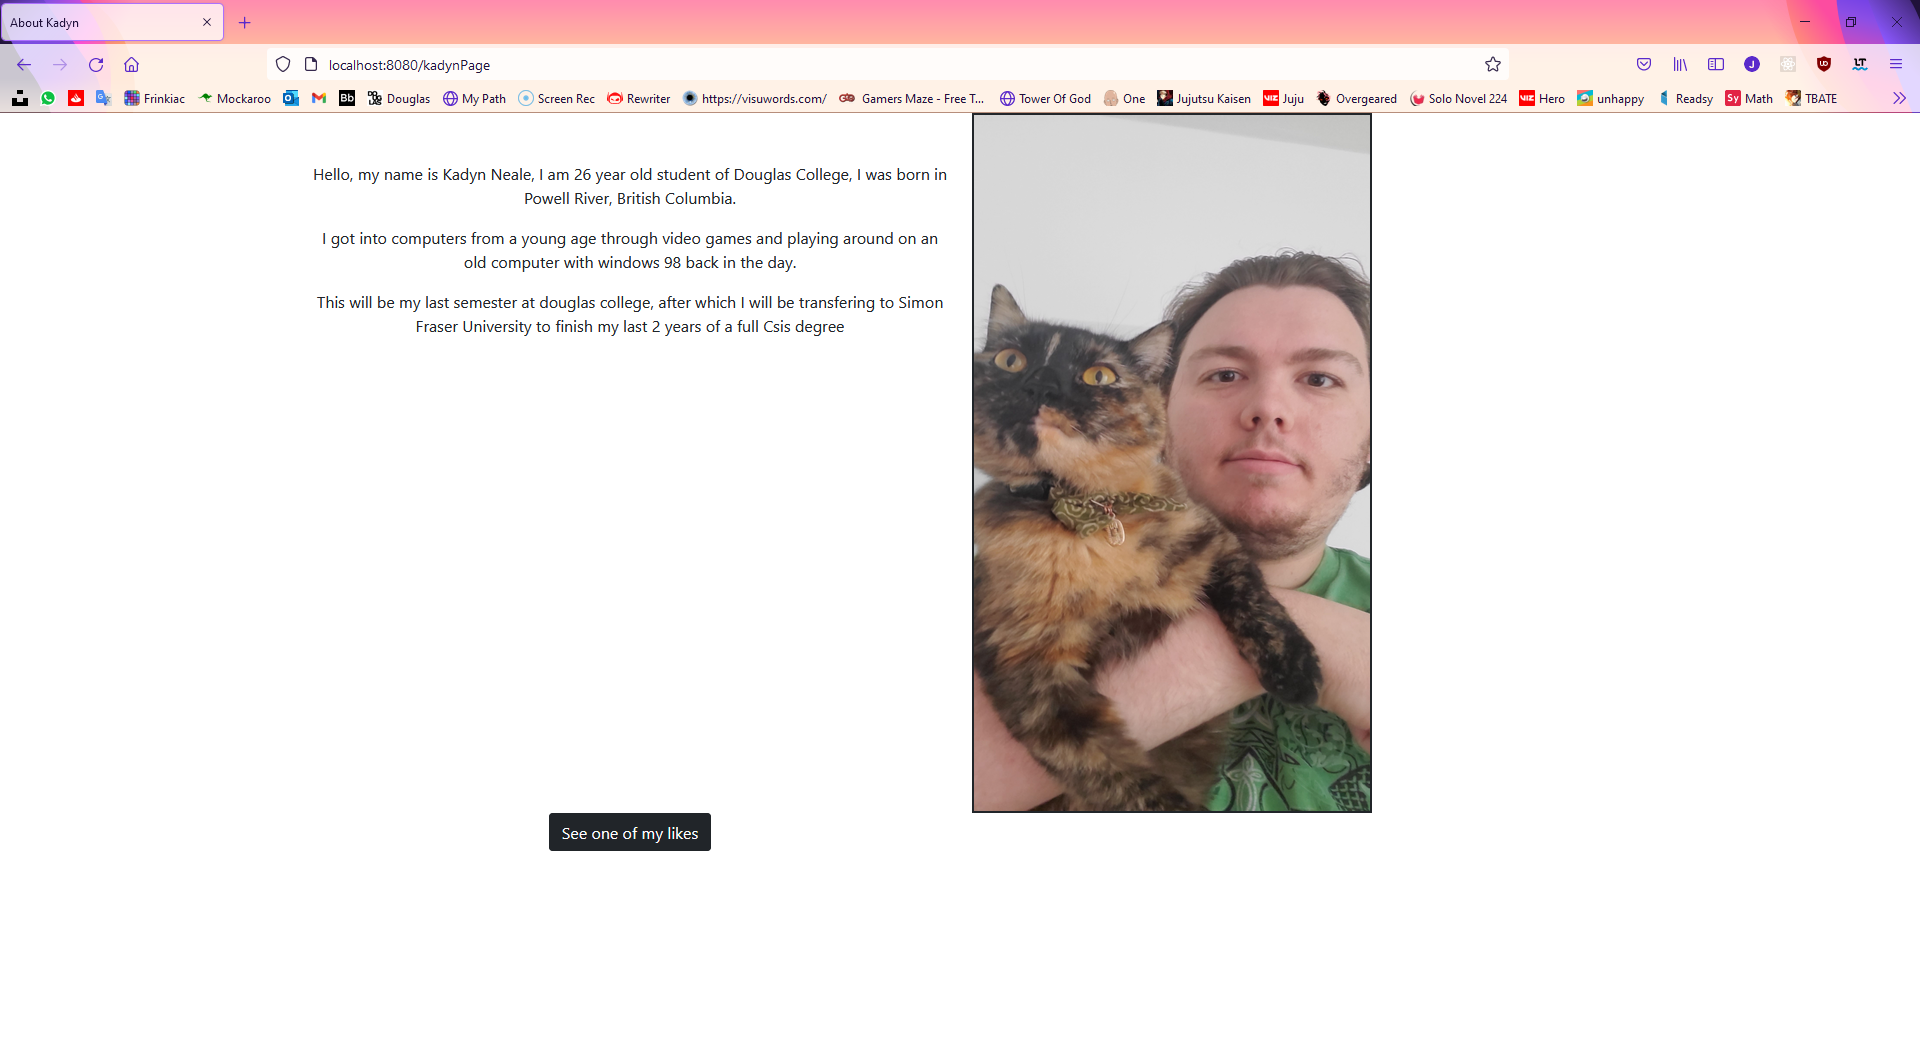 About Kadyn
localhost:8080/kadynPage
Frinkiac Mockaroo Bb Douglas My Path Screen Rec Rewriter https://visuwords.com/ Gamers Maze - Free T... Tower Of God One Jujutsu Kaisen VIZ Juju Overgeared Solo Novel 224 VIZ Hero unhappy Readsy Sy Math TBATE
Hello, my name is Kadyn Neale, I am 26 year old student of Douglas College, I was born in
Powell River, British Columbia.
I got into computers from a young age through video games and playing around on an
old computer with windows 98 back in the day.
This will be my last semester at douglas college, after which I will be transfering to Simon
Fraser University to finish my last 2 years of a full Csis degree
See one of my likes